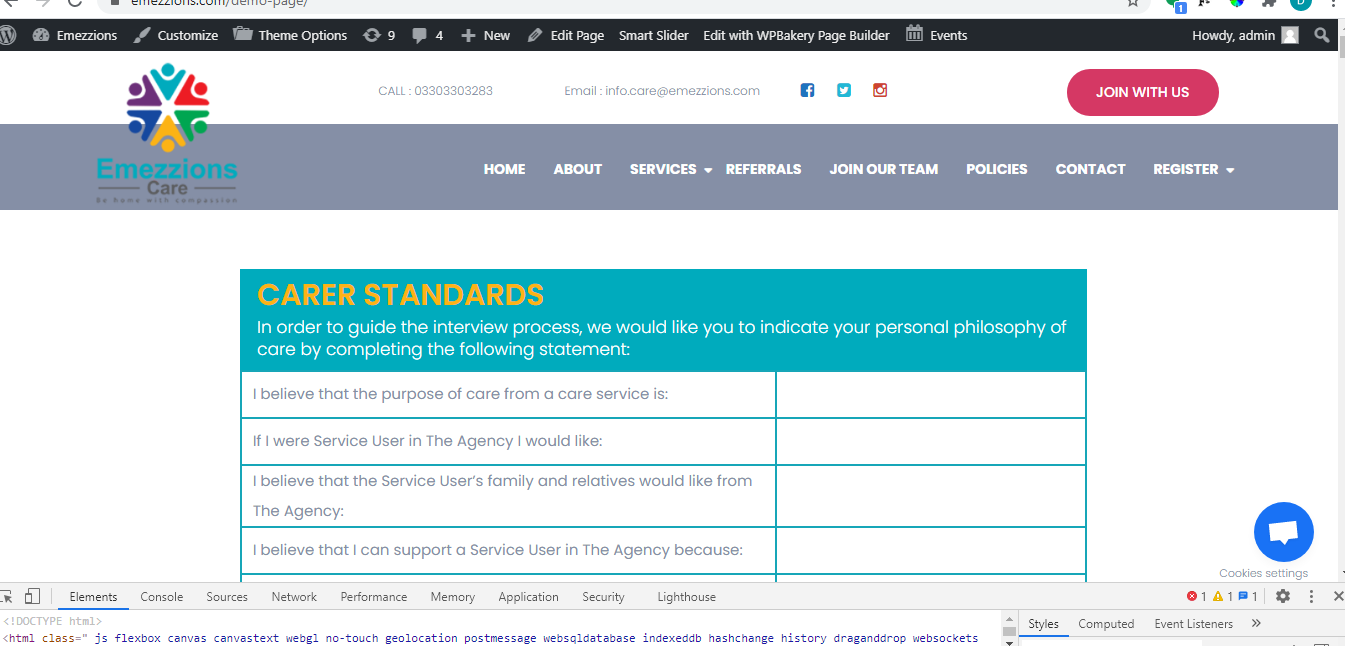 emezzions.com/demo-page/
1
Emezzions Customize Theme Options 9 4 New Edit Page Smart Slider Edit with WPBakery Page Builder Events Howdy, admin
CALL : 03303303283 Email : info.care@emezzions.com JOIN WITH US
Emezzions
Care
Be home with compassion
HOME ABOUT SERVICES REFERRALS JOIN OUR TEAM POLICIES CONTACT REGISTER
CARER STANDARDS
In order to guide the interview process, we would like you to indicate your personal philosophy of
care by completing the following statement:
I believe that the purpose of care from a care service is:
If I were Service User in The Agency I would like:
I believe that the Service User's family and relatives would like from
The Agency:
I believe that I can support a Service User in The Agency because:
Cookies settings
Elements Console Sources Network Performance Memory Application Security Lighthouse 1 1 1
<!DOCTYPE html>
<html class=" js flexbox canvas canvastext webgl no-touch geolocation postmessage websqldatabase indexeddb hashchange history draganddrop websockets
Styles Computed Event Listeners »